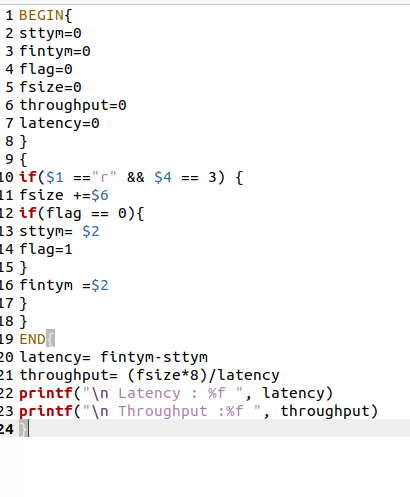 1 BEGIN{
2 sttym=0
3 fintym=0
4 flag=0
5 fsize=0
6 throughput=0
7 latency=0
8 }
9 {
10 if($1 =="r" && $4 == 3) {
11 fsize +=$6
12 if(flag == 0){
13 sttym= $2
14 flag=1
15 }
16 fintym =$2
17 }
18 }
19 END{
20 latency= fintym-sttym
21 throughput= (fsize*8)/latency
22 printf("\n Latency : %f ", latency)
23 printf("\n Throughput :%f ", throughput)
24 }